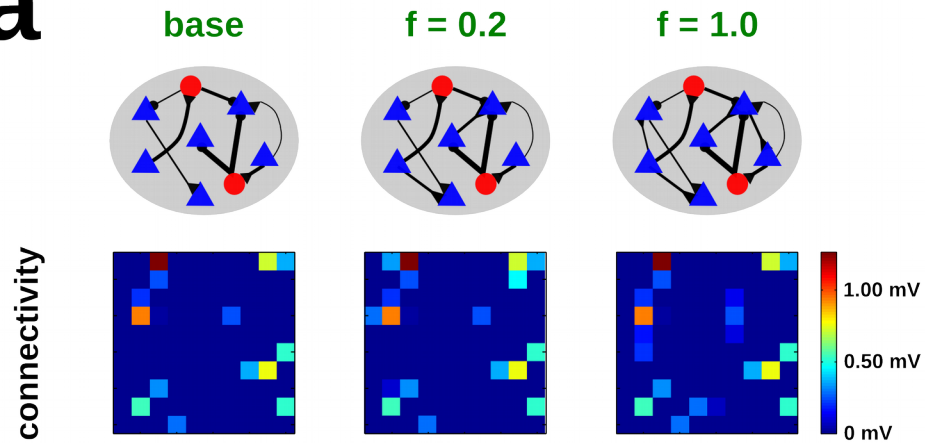 a
base f = 0.2 f = 1.0
connectivity
1.00 mV
0.50 mV
0 mV